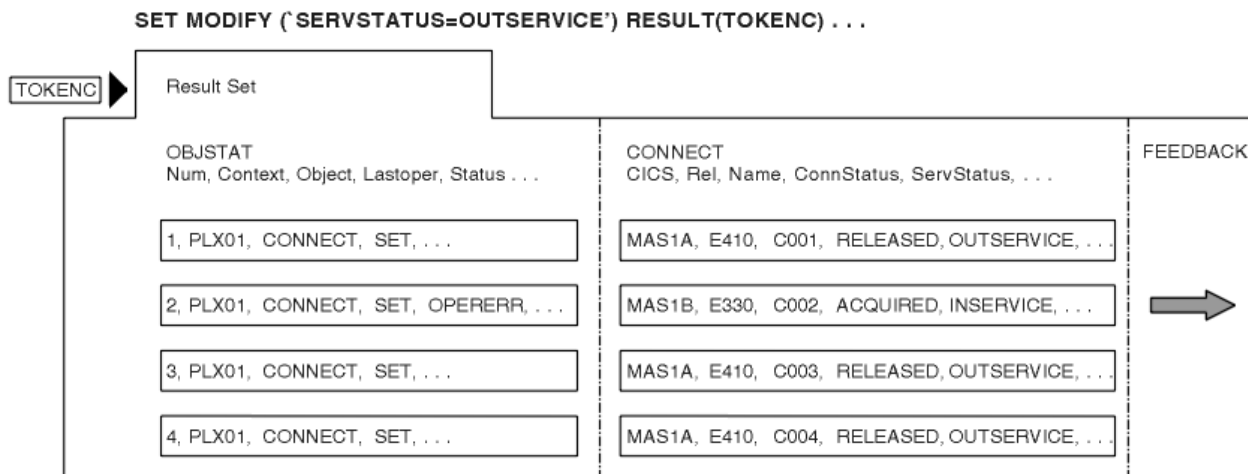 SET MODIFY (`SERVSTATUS=OUTSERVICE') RESULT(TOKENC) . . .
TOKENC
Result Set
OBJSTAT
Num, Context, Object, Lastoper, Status . . .
CONNECT
CICS, Rel, Name, ConnStatus, ServStatus, . . .
FEEDBACK
1, PLX01, CONNECT, SET, . . .
MAS1A, E410, C001, RELEASED, OUTSERVICE, . . .
2, PLX01, CONNECT, SET, OPERERR, . . .
MAS1B, E330, C002, ACQUIRED, INSERVICE, . . .
3, PLX01, CONNECT, SET, . . .
MAS1A, E410, C003, RELEASED, OUTSERVICE, . . .
4, PLX01, CONNECT, SET, . . .
MAS1A, E410, C004, RELEASED, OUTSERVICE, . . .